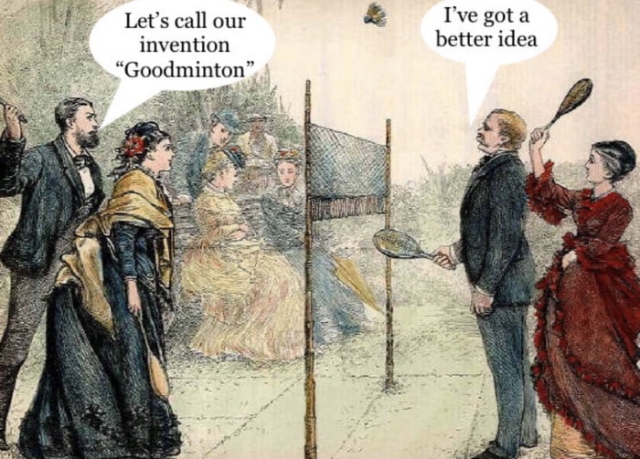 Let’s call our
invention
“Goodminton”
I’ve got a
better idea